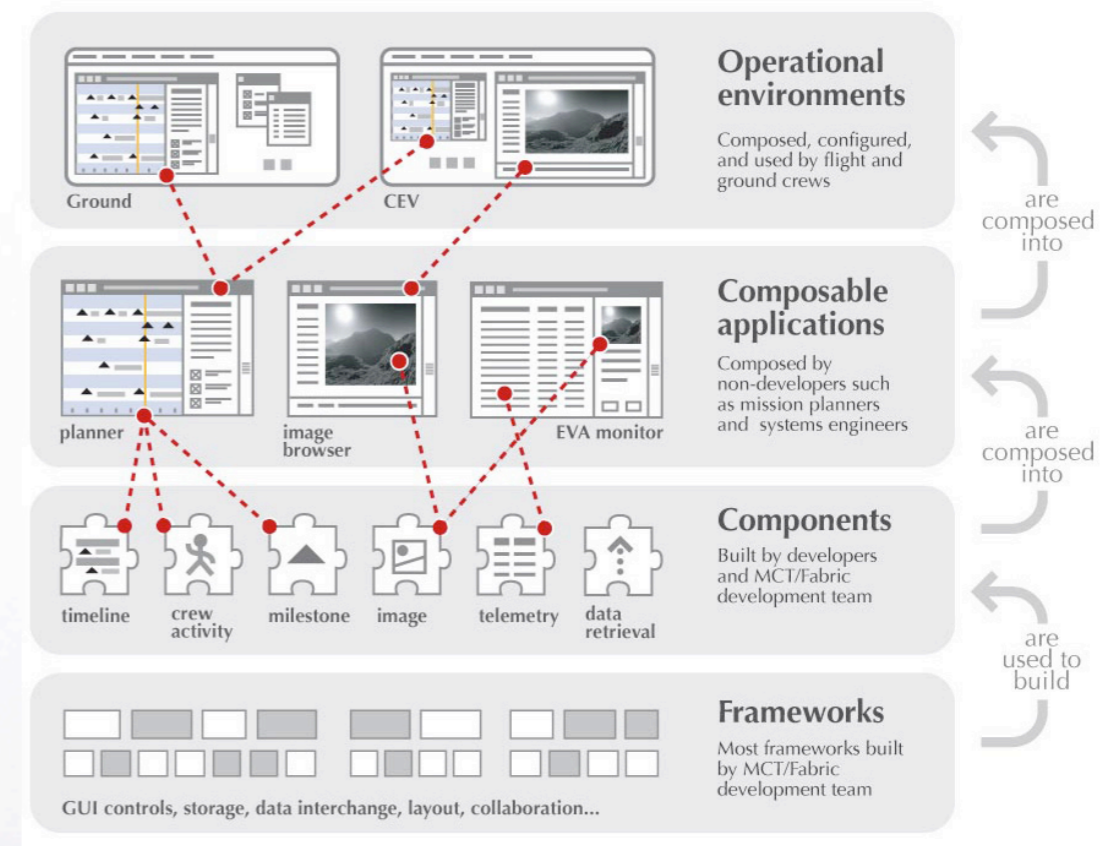 Operational
environments
Composed, configured,
and used by flight and
ground crews
Ground
CEV
are
composed
into
Composable
applications
Composed by
non-developers such
as mission planners
and systems engineers
planner
image
browser
EVA monitor
are
composed
into
Components
Built by developers
and MCT/Fabric
development team
timeline
crew
activity
milestone
image
telemetry
data
retrieval
are
used to
build
Frameworks
Most frameworks built
by MCT/Fabric
development team
GUI controls, storage, data interchange, layout, collaboration...